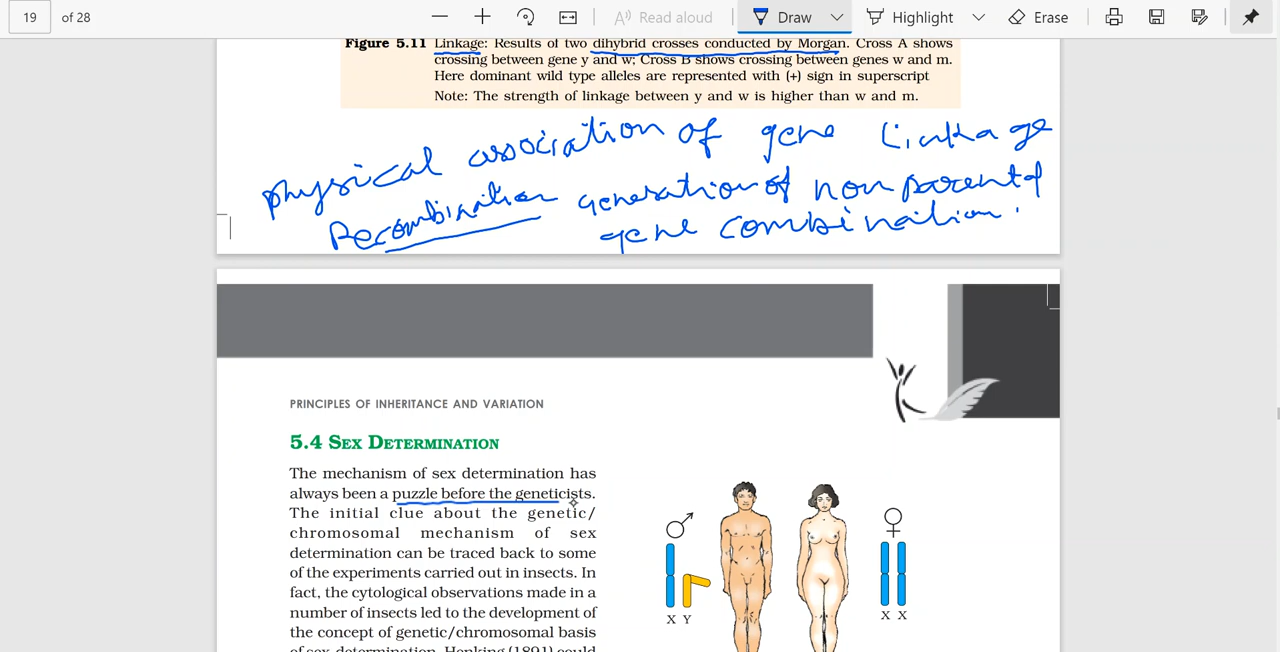 19 of 28 Read aloud Draw Highlight Erase
Figure 5.11 Linkage: Results of two dihybrid crosses conducted by Morgan. Cross A shows
crossing between gene y and w; Cross B shows crossing between genes w and m.
Here dominant wild type alleles are represented with (+) sign in superscript
Note: The strength of linkage between y and w is higher than w and m.
physical association of gene linkage
Recombination generation of non parental
gene combination.
PRINCIPLES OF INHERITANCE AND VARIATION
5.4 SEX DETERMINATION
The mechanism of sex determination has
always been a puzzle before the geneticists.
The initial clue about the genetic/
chromosomal mechanism of sex
determination can be traced back to some
of the experiments carried out in insects. In
fact, the cytological observations made in a
number of insects led to the development of
the concept of genetic/chromosomal basis
of sex-determination. Henking (1891) could
X Y
X X